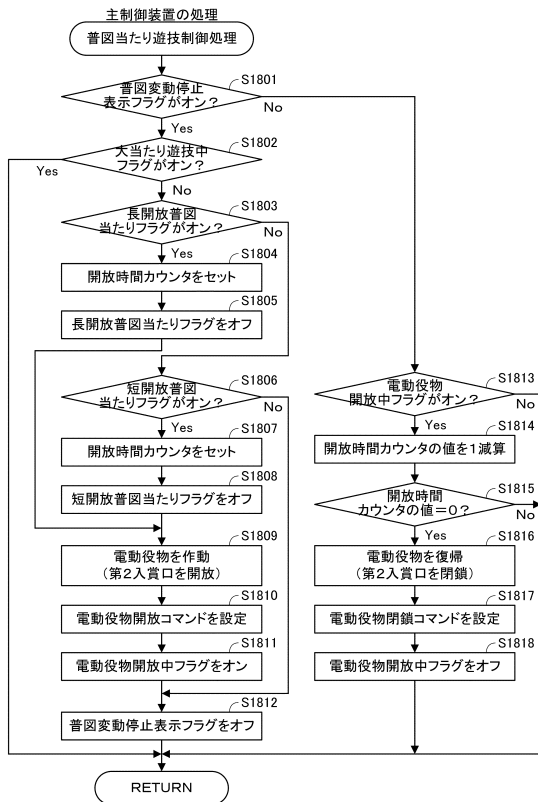 主制御装置の処理
普図当たり遊技制御処理
S1801
普図変動停止
表示フラグがオン？
No
Yes
S1802
大当たり遊技中
フラグがオン？
Yes
No
S1803
長開放普図
当たりフラグがオン？
No
Yes
S1804
開放時間カウンタをセット
S1805
長開放普図当たりフラグをオフ
S1806
短開放普図
当たりフラグがオン？
No
Yes
S1807
開放時間カウンタをセット
S1808
短開放普図当たりフラグをオフ
S1809
電動役物を作動
（第２入賞口を開放）
S1810
電動役物開放コマンドを設定
S1811
電動役物開放中フラグをオン
S1812
普図変動停止表示フラグをオフ
S1813
電動役物
開放中フラグがオン？
No
Yes
S1814
開放時間カウンタの値を１減算
S1815
開放時間
カウンタの値＝０？
No
Yes
S1816
電動役物を復帰
（第２入賞口を閉鎖）
S1817
電動役物閉鎖コマンドを設定
S1818
電動役物開放中フラグをオフ
RETURN